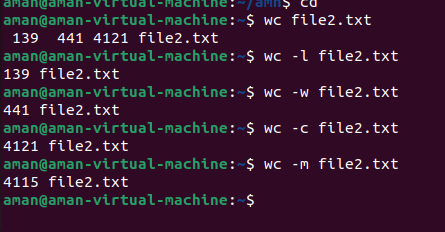 aman@aman-virtual-machine:~/amn$ cd
aman@aman-virtual-machine:~$ wc file2.txt
 139  441 4121 file2.txt
aman@aman-virtual-machine:~$ wc -l file2.txt
139 file2.txt
aman@aman-virtual-machine:~$ wc -w file2.txt
441 file2.txt
aman@aman-virtual-machine:~$ wc -c file2.txt
4121 file2.txt
aman@aman-virtual-machine:~$ wc -m file2.txt
4115 file2.txt
aman@aman-virtual-machine:~$